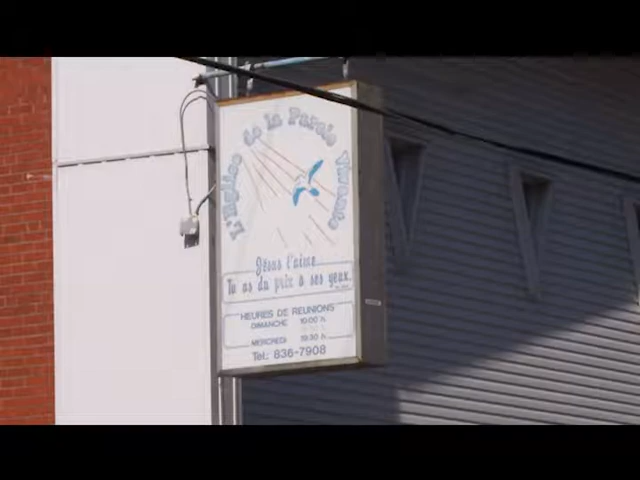 L'Eglise de la Parole Vivante
Jésus t'aime
Tu as du prix à ses yeux.
HEURES DE REUNIONS
DIMANCHE 10:00 h.
MERCREDI 19:30 h.
Tel.: 836-7908